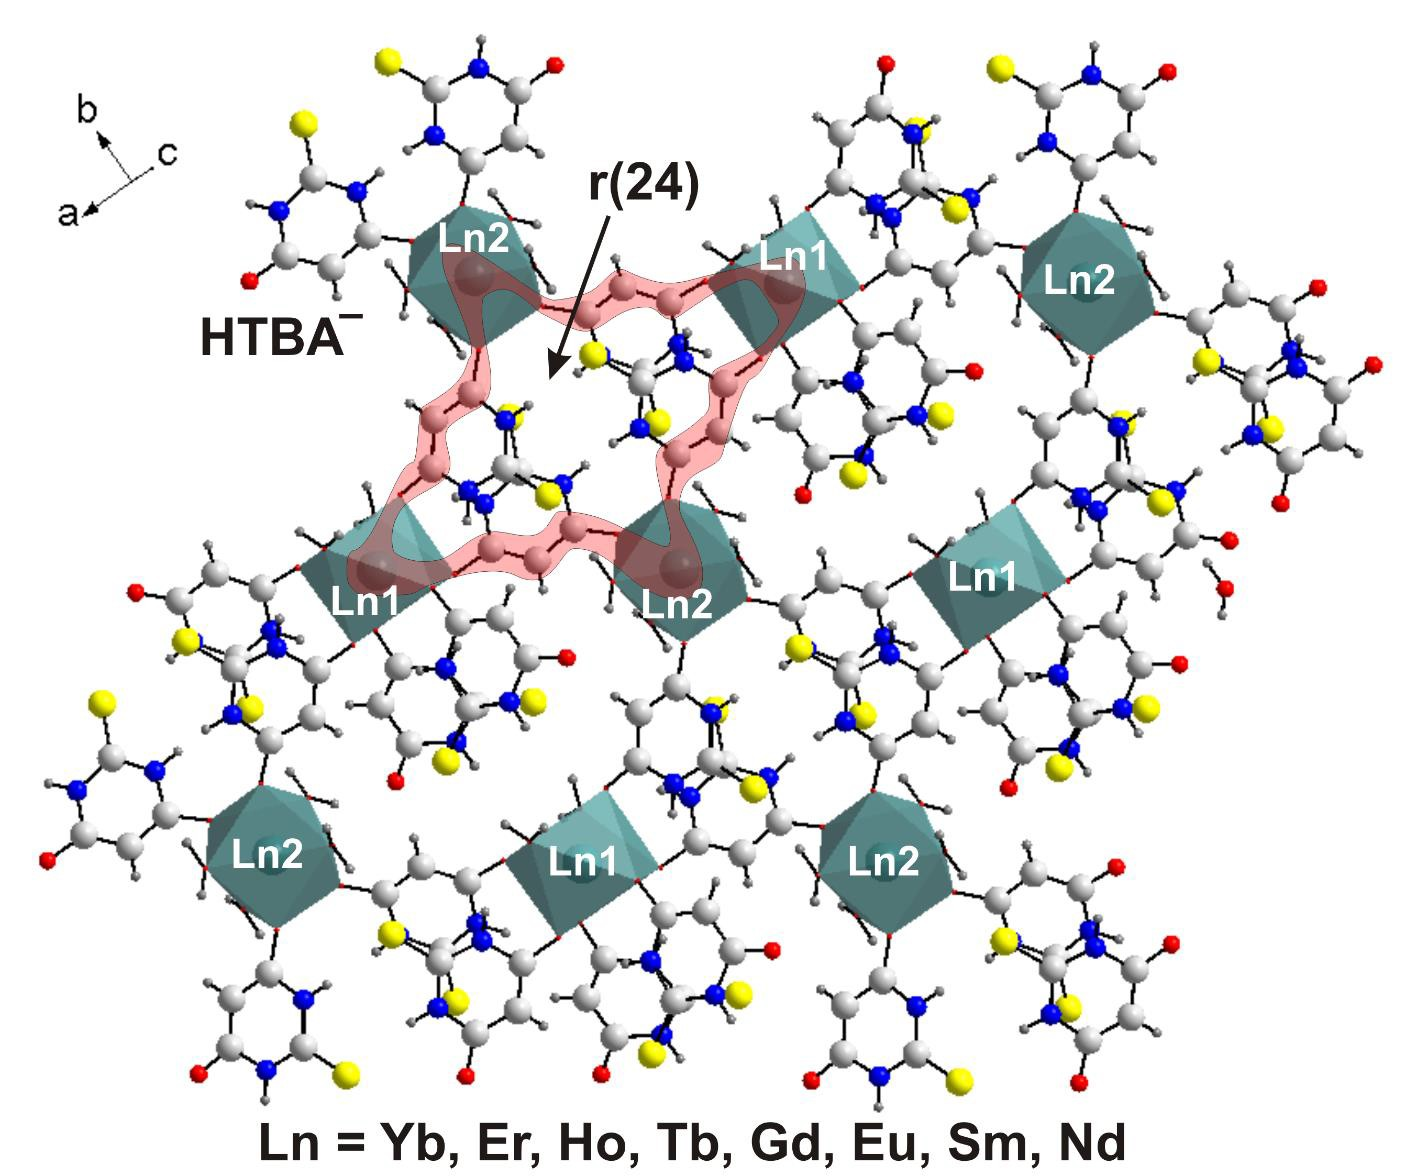 b
c
a
r(24)
Ln2
Ln1
Ln2
HTBA⁻
Ln1
Ln2
Ln1
Ln2
Ln1
Ln2
Ln = Yb, Er, Ho, Tb, Gd, Eu, Sm, Nd